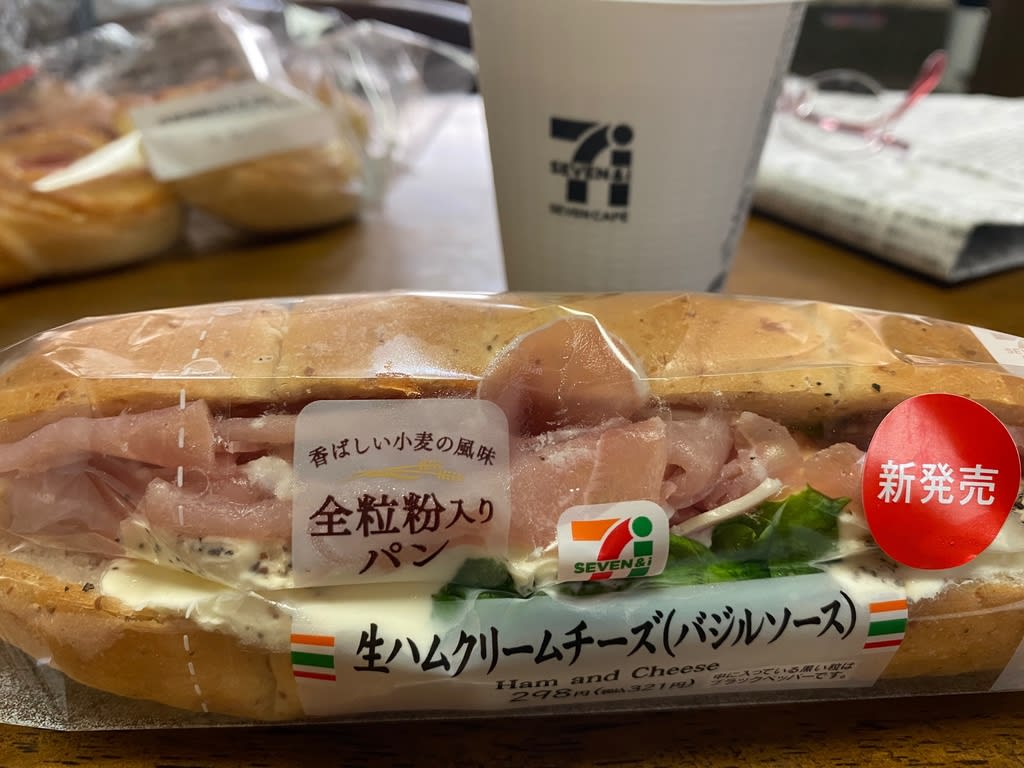 SEVEN&i
SEVEN CAFÉ
香ばしい小麦の風味
全粒粉入り
パン
新発売
SEVEN&i
生ハムクリームチーズ(バジルソース)
Ham and Cheese
298円(税込321円)
中に入っている黒い粒は
ブラックペッパーです。